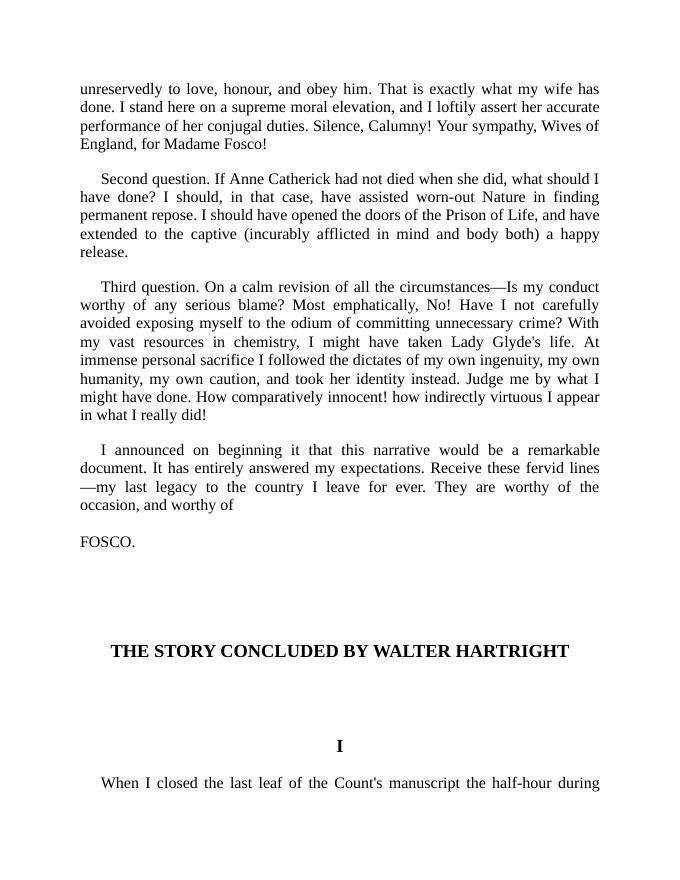 unreservedly to love, honour, and obey him. That is exactly what my wife has
done. I stand here on a supreme moral elevation, and I loftily assert her accurate
performance of her conjugal duties. Silence, Calumny! Your sympathy, Wives of
England, for Madame Fosco!
Second question. If Anne Catherick had not died when she did, what should I
have done? I should, in that case, have assisted worn-out Nature in finding
permanent repose. I should have opened the doors of the Prison of Life, and have
extended to the captive (incurably afflicted in mind and body both) a happy
release.
Third question. On a calm revision of all the circumstances—Is my conduct
worthy of any serious blame? Most emphatically, No! Have I not carefully
avoided exposing myself to the odium of committing unnecessary crime? With
my vast resources in chemistry, I might have taken Lady Glyde's life. At
immense personal sacrifice I followed the dictates of my own ingenuity, my own
humanity, my own caution, and took her identity instead. Judge me by what I
might have done. How comparatively innocent! how indirectly virtuous I appear
in what I really did!
I announced on beginning it that this narrative would be a remarkable
document. It has entirely answered my expectations. Receive these fervid lines
—my last legacy to the country I leave for ever. They are worthy of the
occasion, and worthy of
FOSCO.
THE STORY CONCLUDED BY WALTER HARTRIGHT
I
When I closed the last leaf of the Count's manuscript the half-hour during